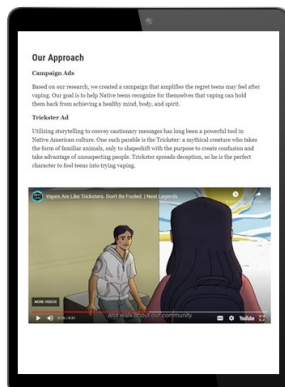 Our Approach
Campaign Ads
Based on our research, we created a campaign that amplifies the regret teens may feel after
vaping. Our goal is to help Native teens recognize for themselves that vaping can hold
them back from achieving a healthy mind, body, and spirit.
Trickster Ad
Utilizing storytelling to convey cautionary messages has long been a powerful tool in
Native American culture. One such parable is the Trickster: a mythical creature who takes
the form of familiar animals, only to shapeshift with the purpose to create confusion and
take advantage of unsuspecting people. Trickster spreads deception, so he is the perfect
character to fool teens into trying vaping.
Vapes Are Like Tricksters. Don't Be Fooled. | Next Legends
MORE VIDEOS
and walk about our community
YouTube